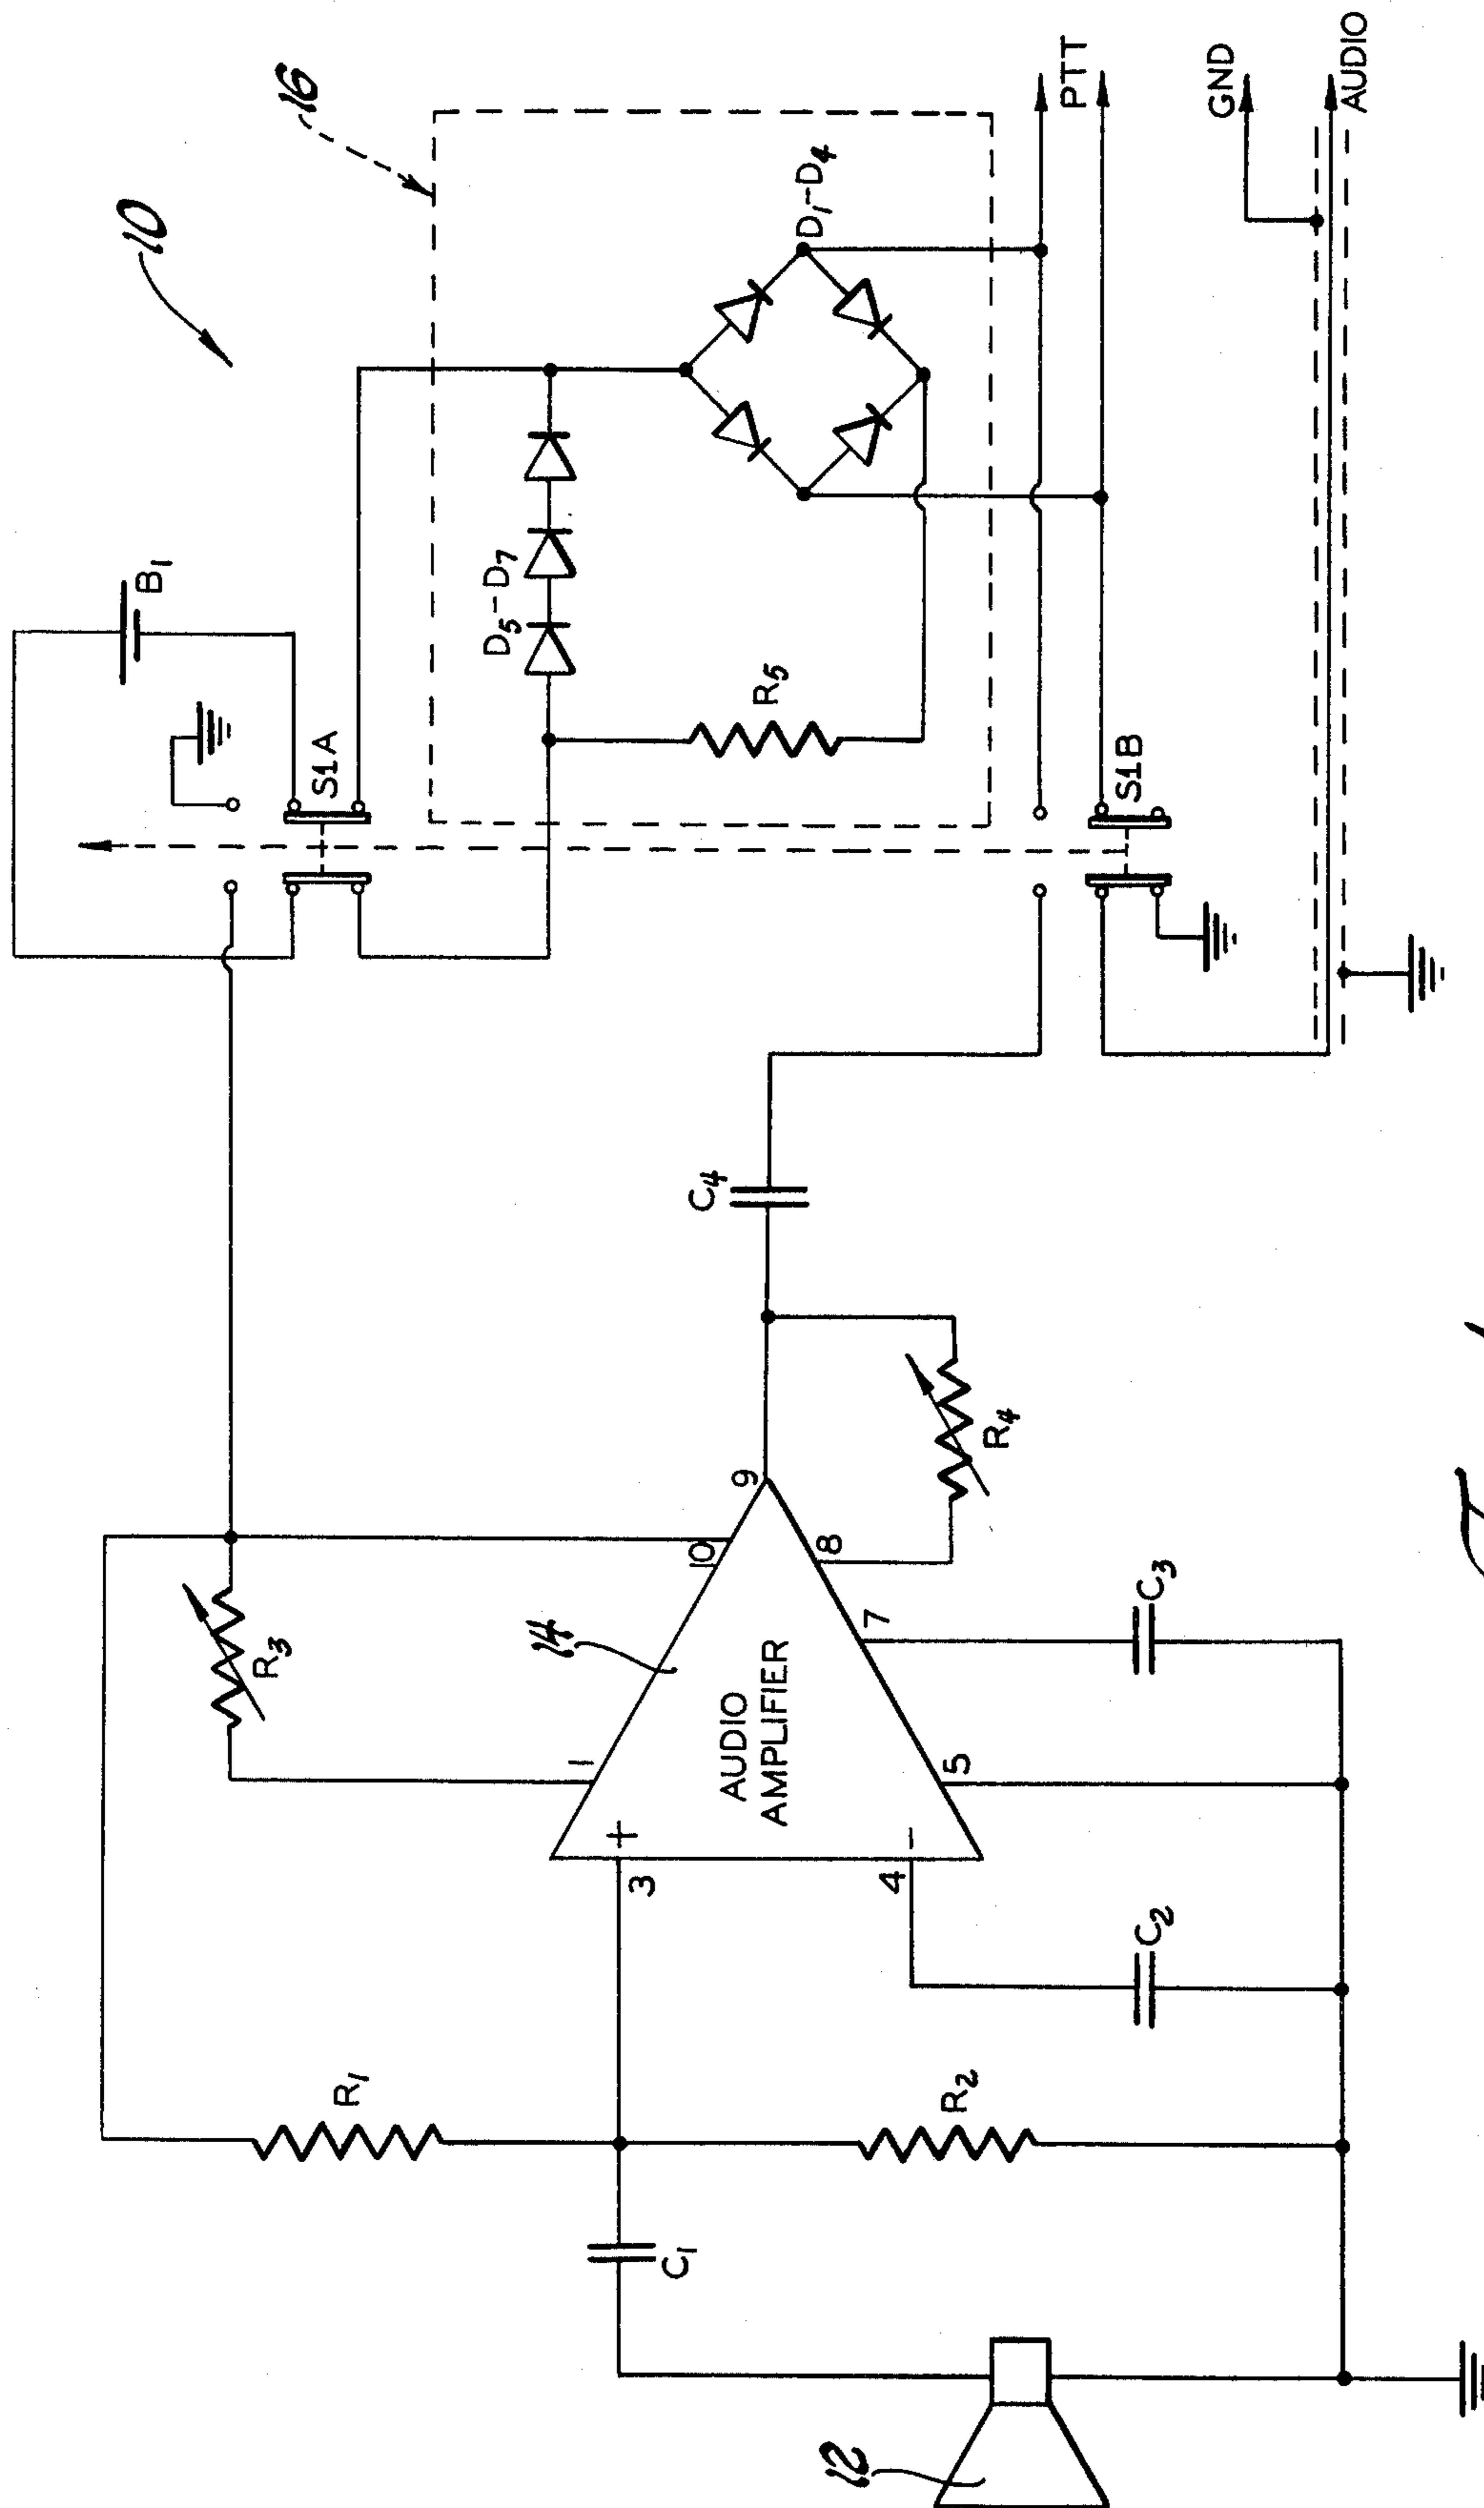 10
16
B1
S1A
D5-D7
R5
D1-D4
PTT
GND
AUDIO
S1B
C4
R3
14
10
9
1
AUDIO
AMPLIFIER
8
7
R4
3
+
4
-
5
C3
R1
R2
C2
C1
12